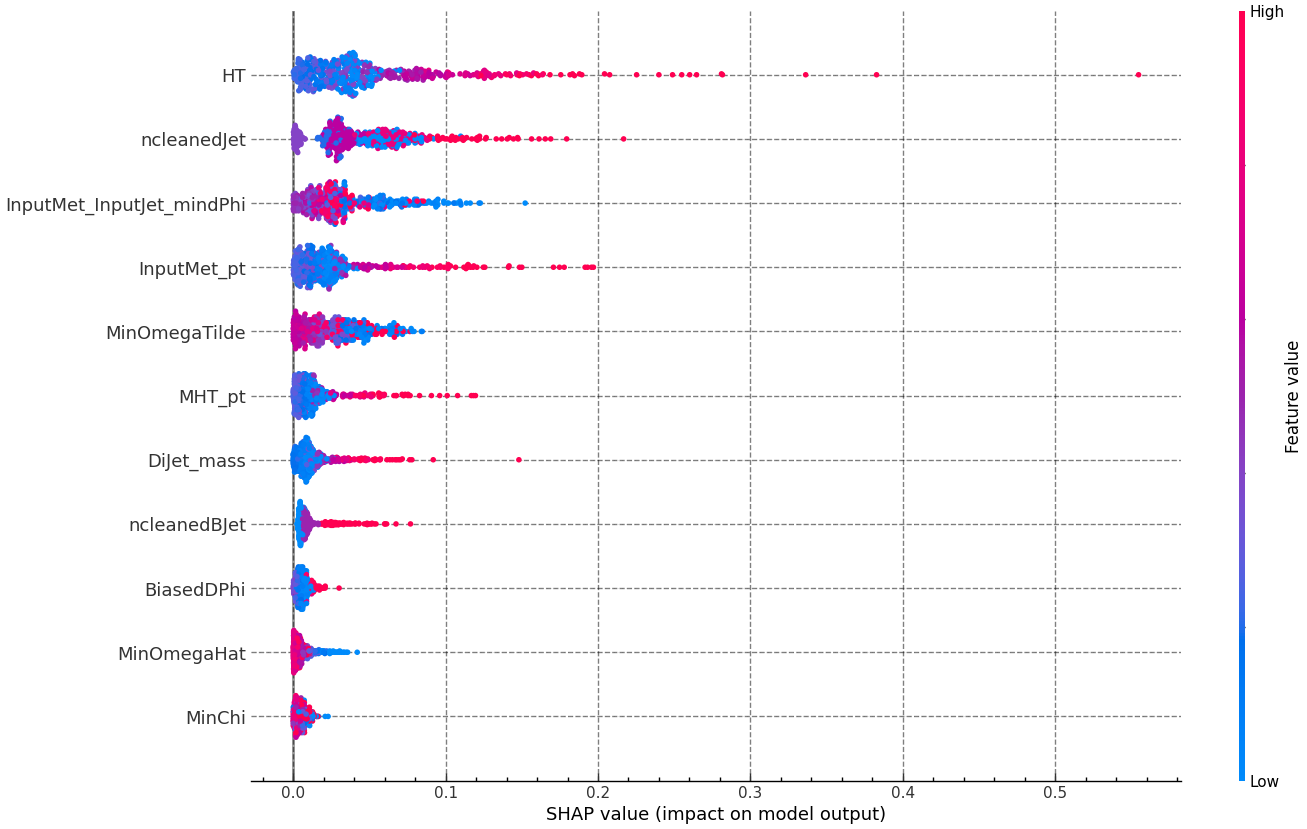 High
HT
ncleanedJet
InputMet_InputJet_mindPhi
InputMet_pt
MinOmegaTilde
MHT_pt
DiJet_mass
ncleanedBJet
BiasedDPhi
MinOmegaHat
MinChi
Feature value
Low
0.0 0.1 0.2 0.3 0.4 0.5
SHAP value (impact on model output)